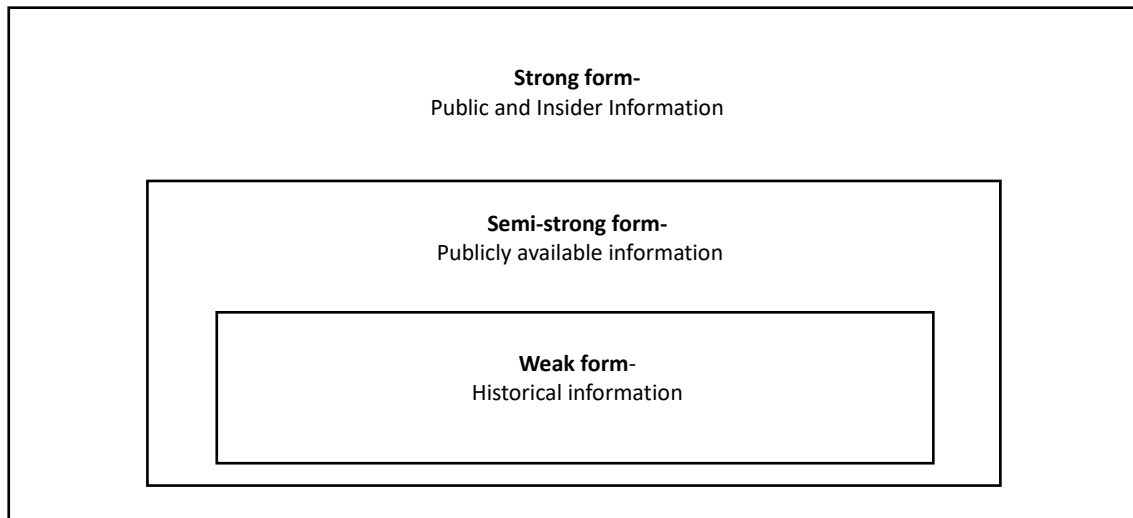 Strong form-
Public and Insider Information
Semi-strong form-
Publicly available information
Weak form-
Historical information